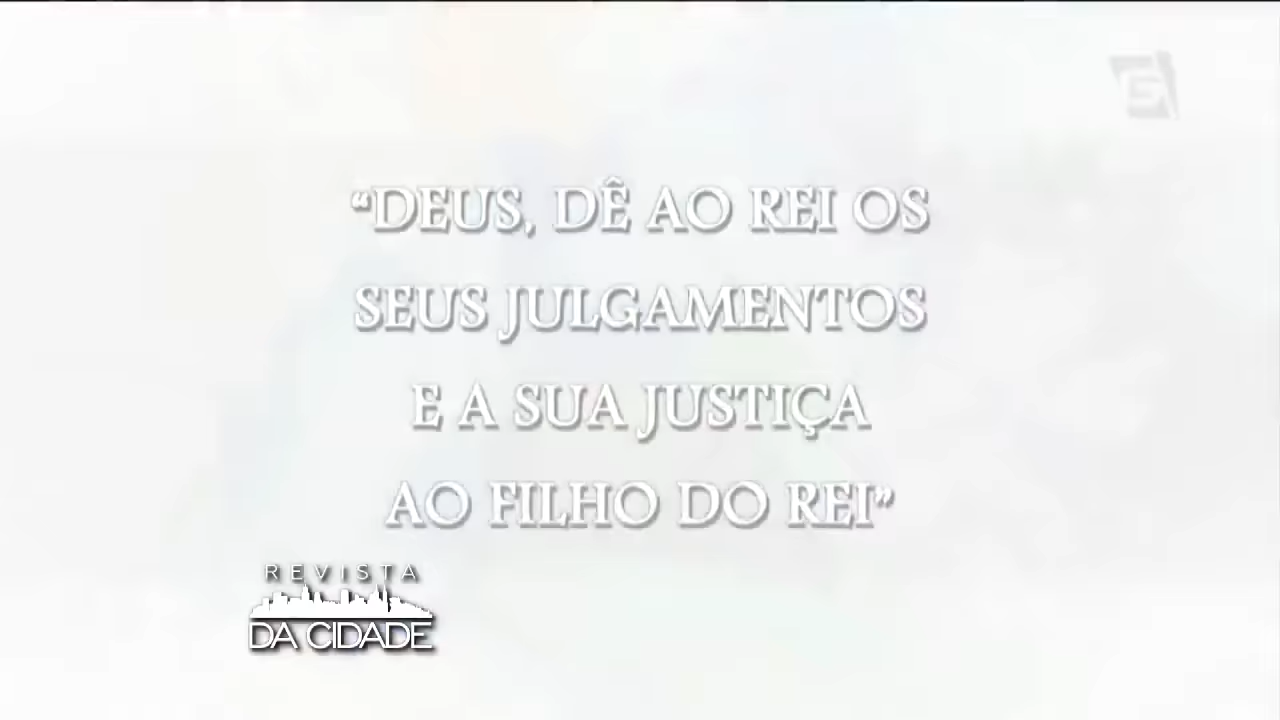 “DEUS, DÊ AO REI OS
SEUS JULGAMENTOS
E A SUA JUSTIÇA
AO FILHO DO REI”
REVISTA
DA CIDADE